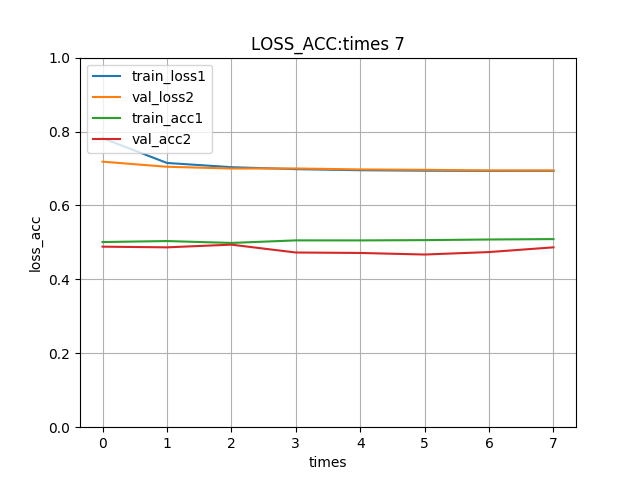 LOSS_ACC:times 7
1.0
0.8
0.6
0.4
0.2
0.0
loss_acc
train_loss1
val_loss2
train_acc1
val_acc2
0 1 2 3 4 5 6 7
times